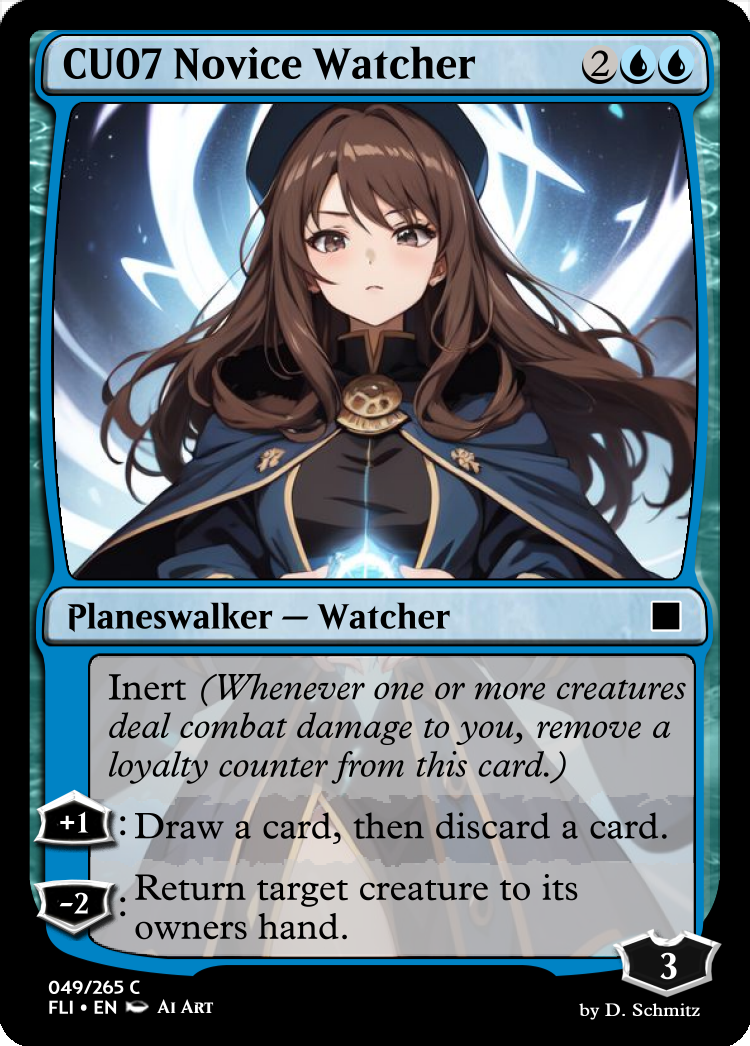 CU07 Novice Watcher 2
Planeswalker — Watcher
Inert (Whenever one or more creatures
deal combat damage to you, remove a
loyalty counter from this card.)
+1: Draw a card, then discard a card.
-2: Return target creature to its
owners hand.
3
049/265 C
FLI • EN AI ART
by D. Schmitz